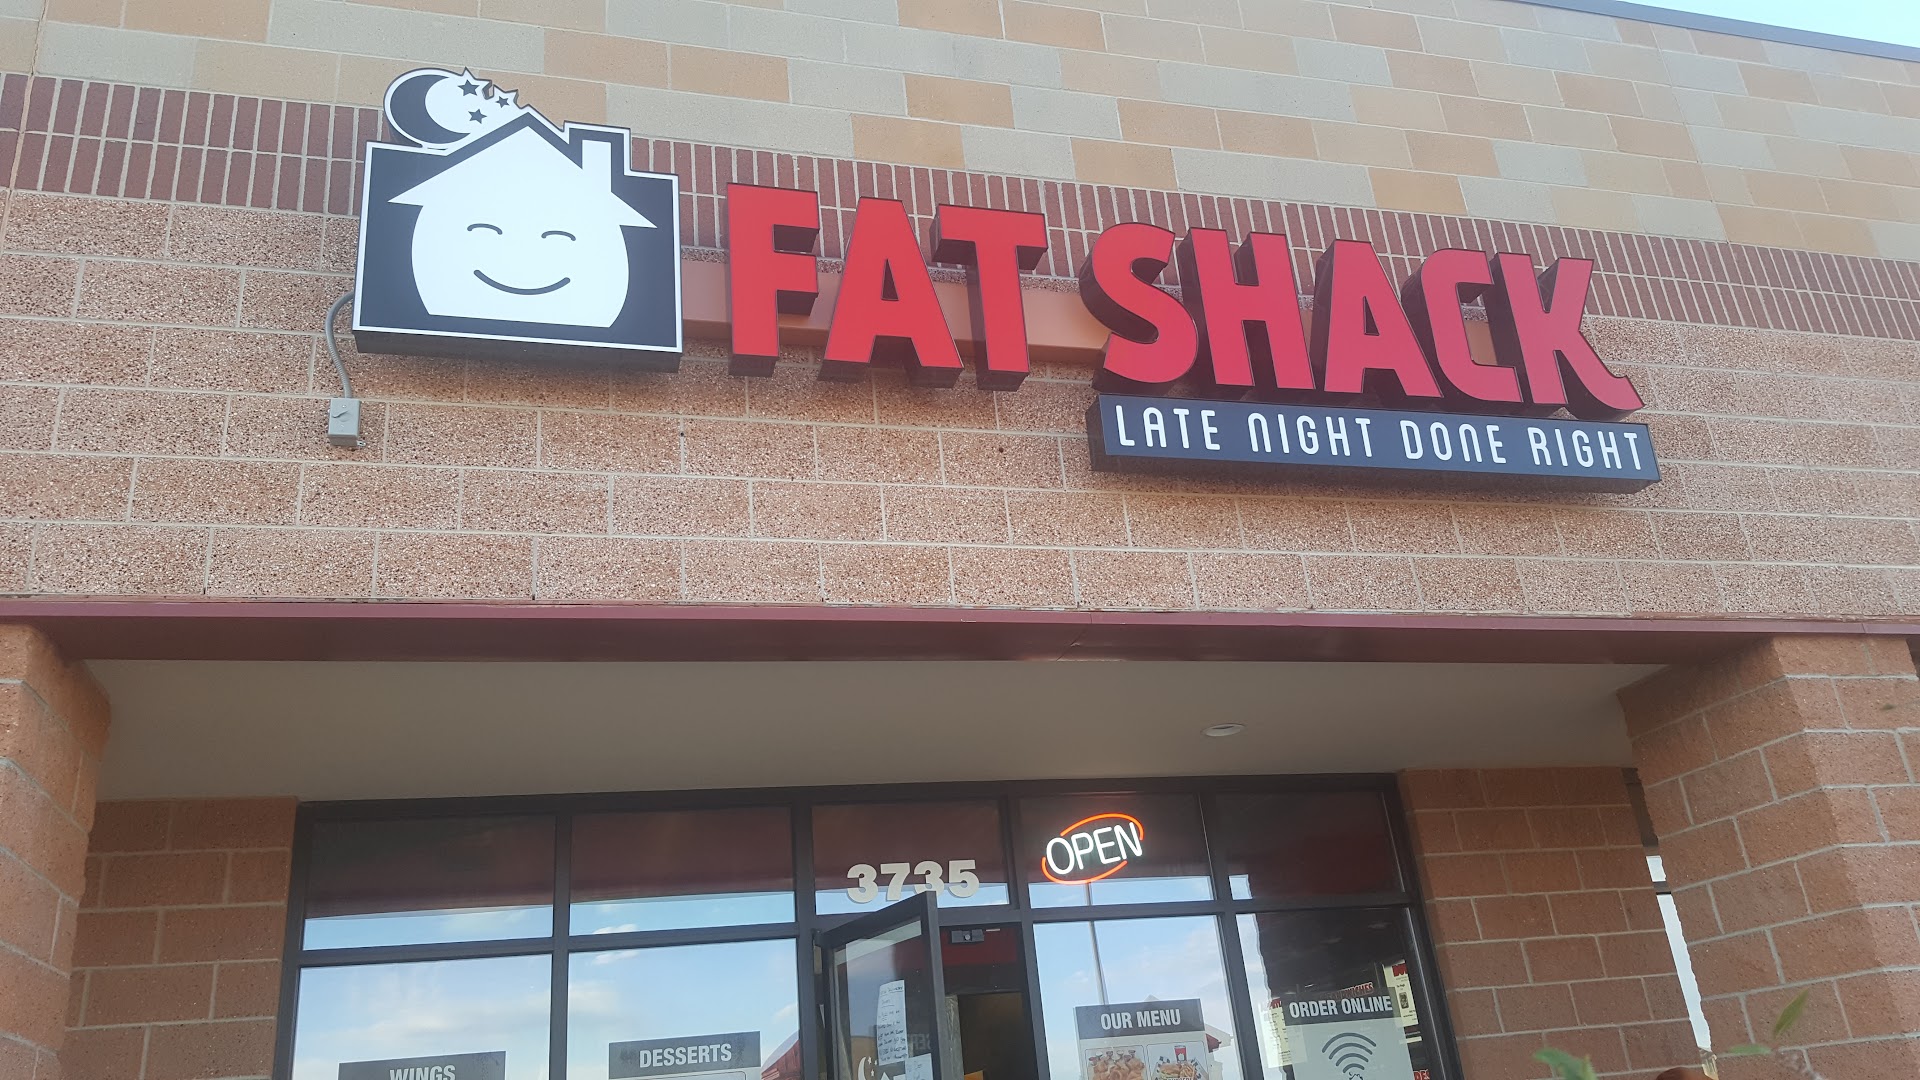 FAT SHACK
LATE NIGHT DONE RIGHT
3735
OPEN
WINGS
DESSERTS
OUR MENU
ORDER ONLINE